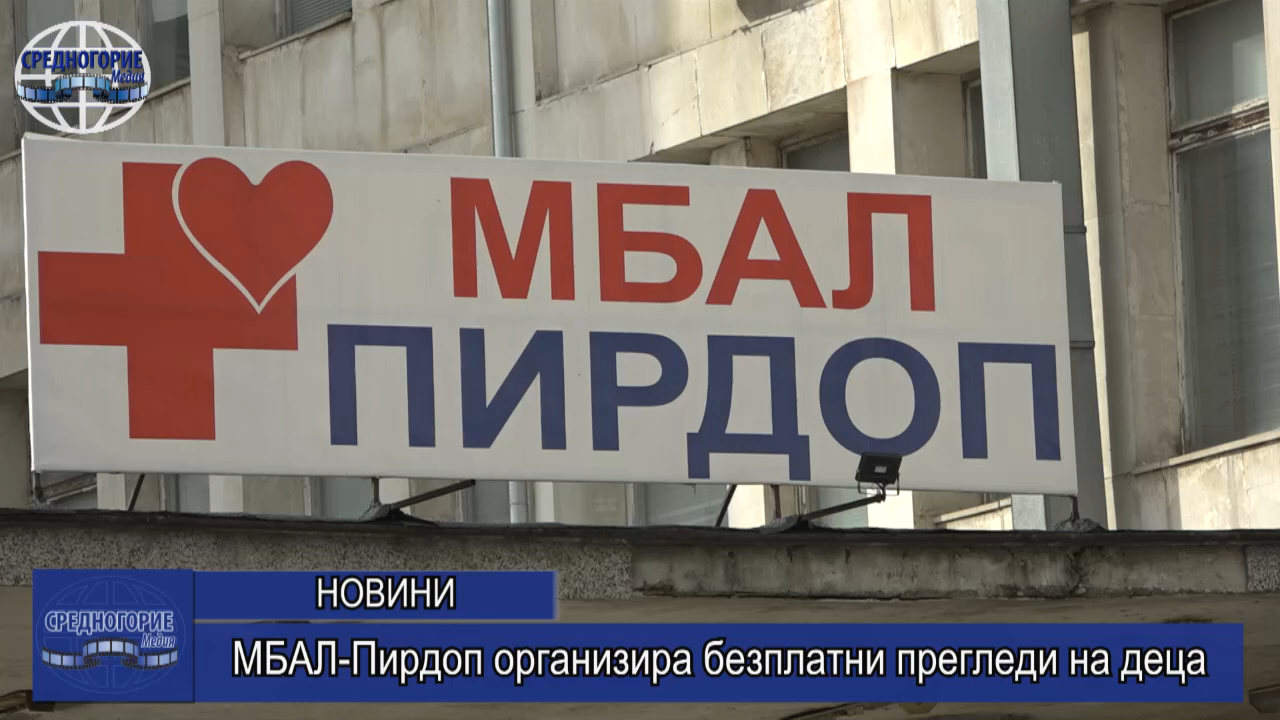 СРЕДНОГОРИЕ
Медия
МБАЛ
ПИРДОП
НОВИНИ
СРЕДНОГОРИЕ
Медия
МБАЛ-Пирдоп организира безплатни прегледи на деца